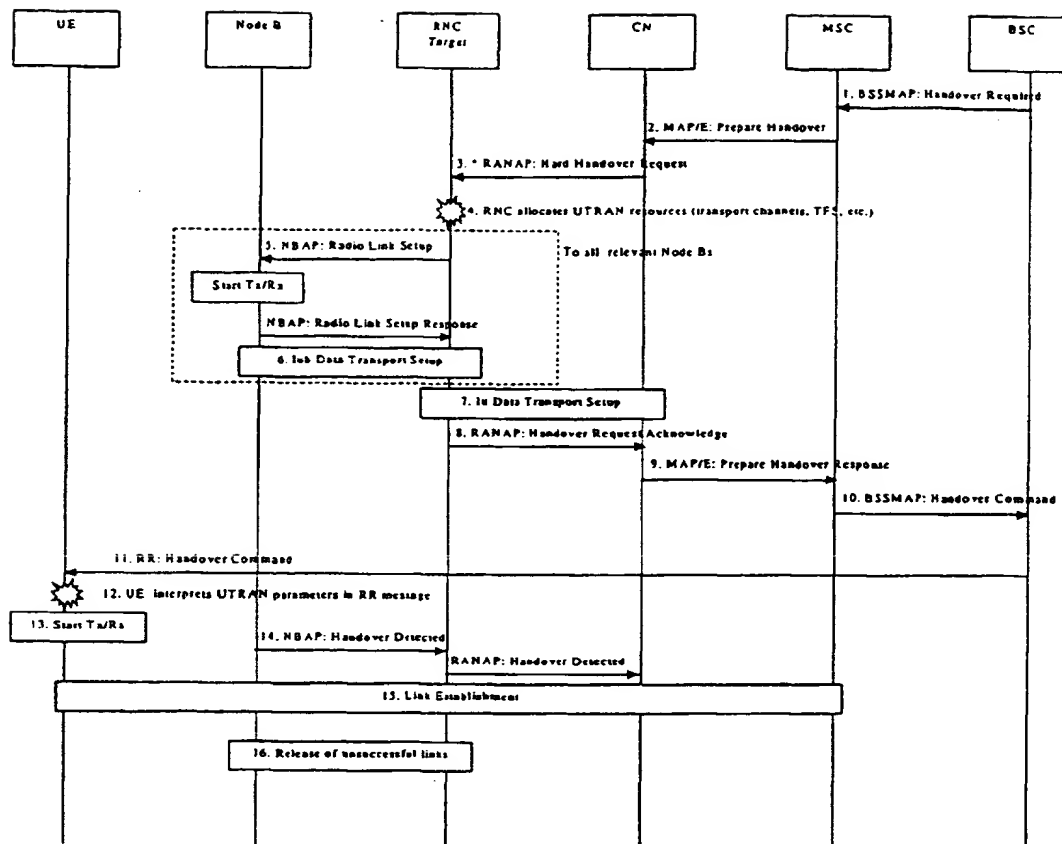 UE
Node B
RNC
Target
CN
MSC
BSC
1. BSSMAP: Handover Required
2. MAP/E: Prepare Handover
3. * RANAP: Hard Handover Request
4. RNC allocates UTRAN resources (transport channels, TFS, etc.)
5. NBAP: Radio Link Setup
To all relevant Node Bs
Start Tx/Rx
NBAP: Radio Link Setup Response
6. Iub Data Transport Setup
7. Iu Data Transport Setup
8. RANAP: Handover Request Acknowledge
9. MAP/E: Prepare Handover Response
10. BSSMAP: Handover Command
11. RR: Handover Command
12. UE interprets UTRAN parameters in RR message
13. Start Tx/Rx
14. NBAP: Handover Detected
RANAP: Handover Detected
15. Link Establishment
16. Release of unsuccessful links